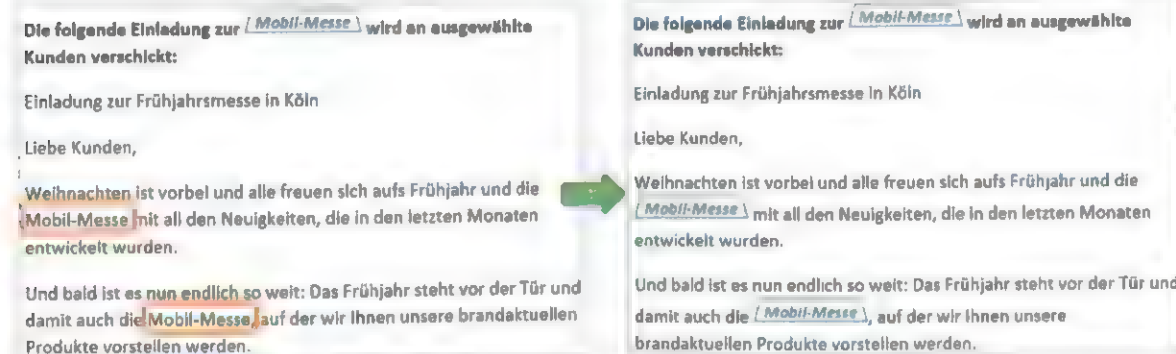 Die folgende Einladung zur Mobil-Messe wird an ausgewählte
Kunden verschickt:
Einladung zur Frühjahrsmesse in Köln
Liebe Kunden,
Weihnachten ist vorbei und alle freuen sich aufs Frühjahr und die
Mobil-Messe mit all den Neuigkeiten, die in den letzten Monaten
entwickelt wurden.
Und bald ist es nun endlich so weit: Das Frühjahr steht vor der Tür und
damit auch die Mobil-Messe, auf der wir Ihnen unsere brandaktuellen
Produkte vorstellen werden.
Die folgende Einladung zur Mobil-Messe wird an ausgewählte
Kunden verschickt:
Einladung zur Frühjahrsmesse in Köln
Liebe Kunden,
Weihnachten ist vorbei und alle freuen sich aufs Frühjahr und die
Mobil-Messe mit all den Neuigkeiten, die in den letzten Monaten
entwickelt wurden.
Und bald ist es nun endlich so weit: Das Frühjahr steht vor der Tür und
damit auch die Mobil-Messe, auf der wir Ihnen unsere
brandaktuellen Produkte vorstellen werden.